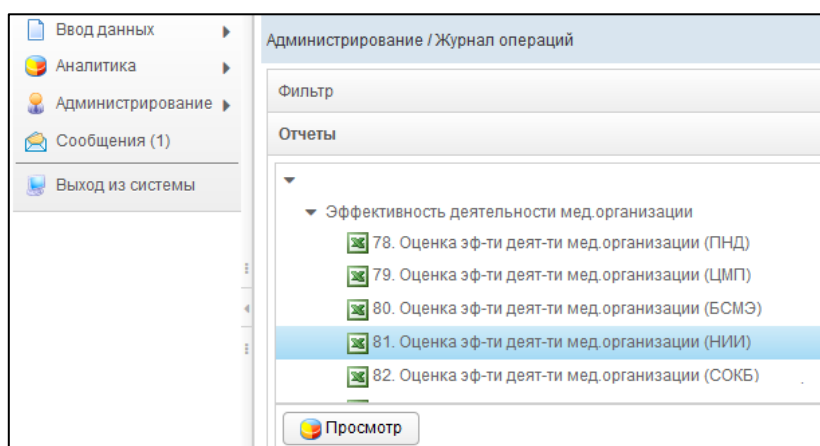 Ввод данных
Аналитика
Администрирование
Сообщения (1)
Выход из системы
Администрирование / Журнал операций
Фильтр
Отчеты
Эффективность деятельности мед.организации
78. Оценка эф-ти деят-ти мед.организации (ПНД)
79. Оценка эф-ти деят-ти мед.организации (ЦМП)
80. Оценка эф-ти деят-ти мед.организации (БСМЭ)
81. Оценка эф-ти деят-ти мед.организации (НИИ)
82. Оценка эф-ти деят-ти мед.организации (СОКБ)
Просмотр